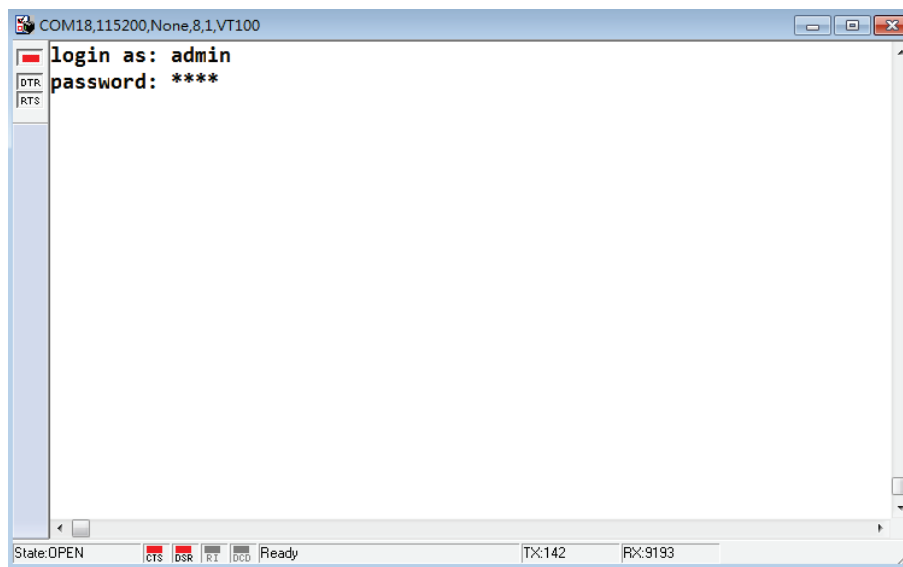 COM18,115200,None,8,1,VT100
login as: admin
DTR password: ****
RTS
State:OPEN CTS DSR RI DCD Ready TX:142 RX:9193